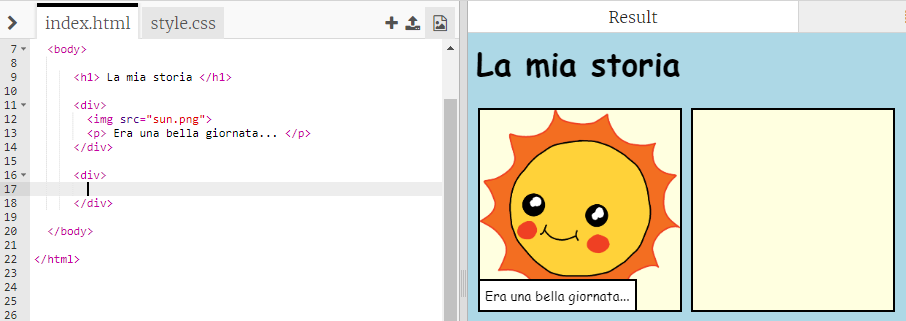 index.html style.css
Result
7 <body>
8
9 <h1> La mia storia </h1>
10
11 <div>
12 <img src="sun.png">
13 <p> Era una bella giornata... </p>
14 </div>
15
16 <div>
17
18 </div>
19
20 </body>
21
22 </html>
23
24
25
26
La mia storia
Era una bella giornata...